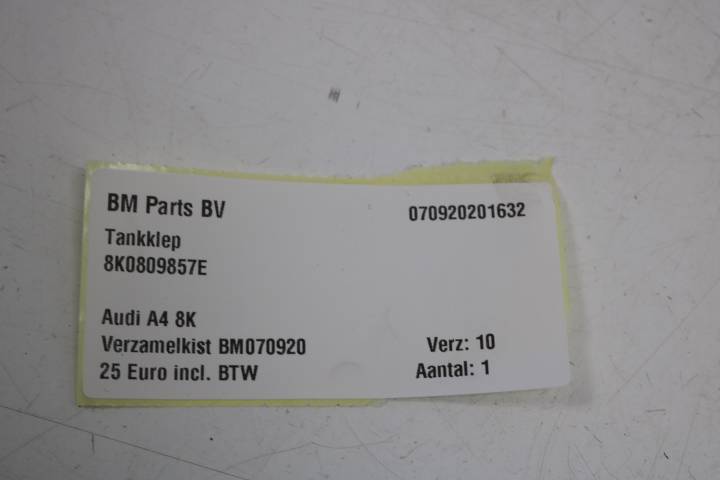 BM Parts BV 070920201632
Tankklep
8K0809857E
Audi A4 8K
Verzamelkist BM070920 Verz: 10
25 Euro incl. BTW Aantal: 1